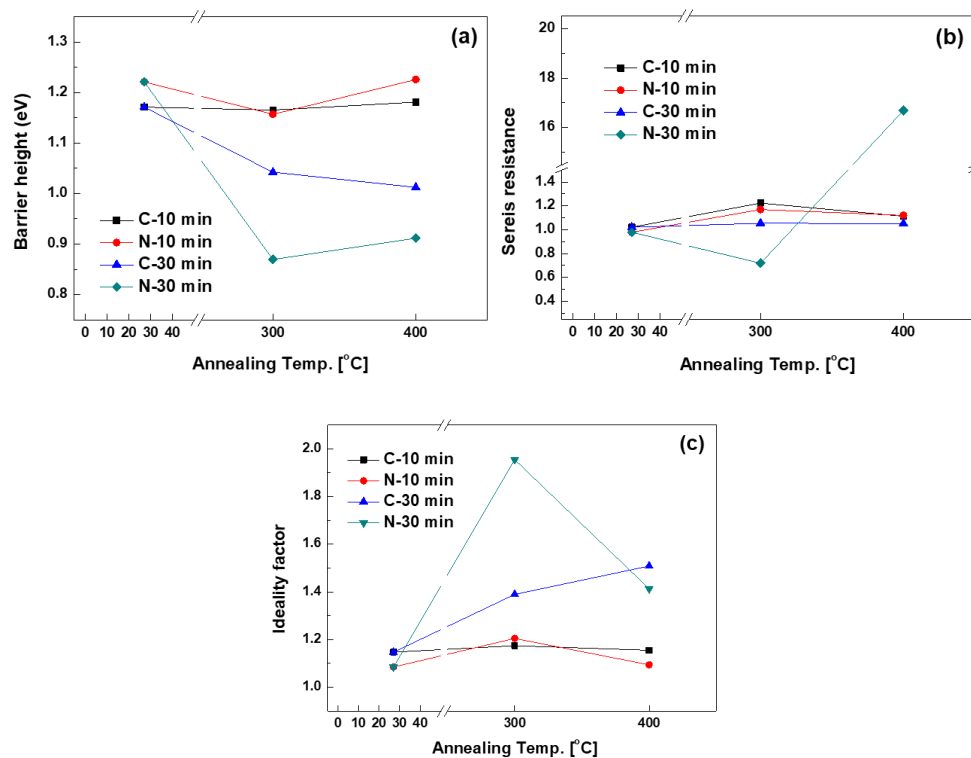 (a)
Barrier height (eV)
1.3
1.2
1.1
1.0
0.9
0.8
C-10 min
N-10 min
C-30 min
N-30 min
0 10 20 30 40 300 400
Annealing Temp. [°C]
(b)
Sereis resistance
20
18
16
1.4
1.2
1.0
0.8
0.6
0.4
C-10 min
N-10 min
C-30 min
N-30 min
0 10 20 30 40 300 400
Annealing Temp. [°C]
(c)
Ideality factor
2.0
1.8
1.6
1.4
1.2
1.0
C-10 min
N-10 min
C-30 min
N-30 min
0 10 20 30 40 300 400
Annealing Temp. [°C]